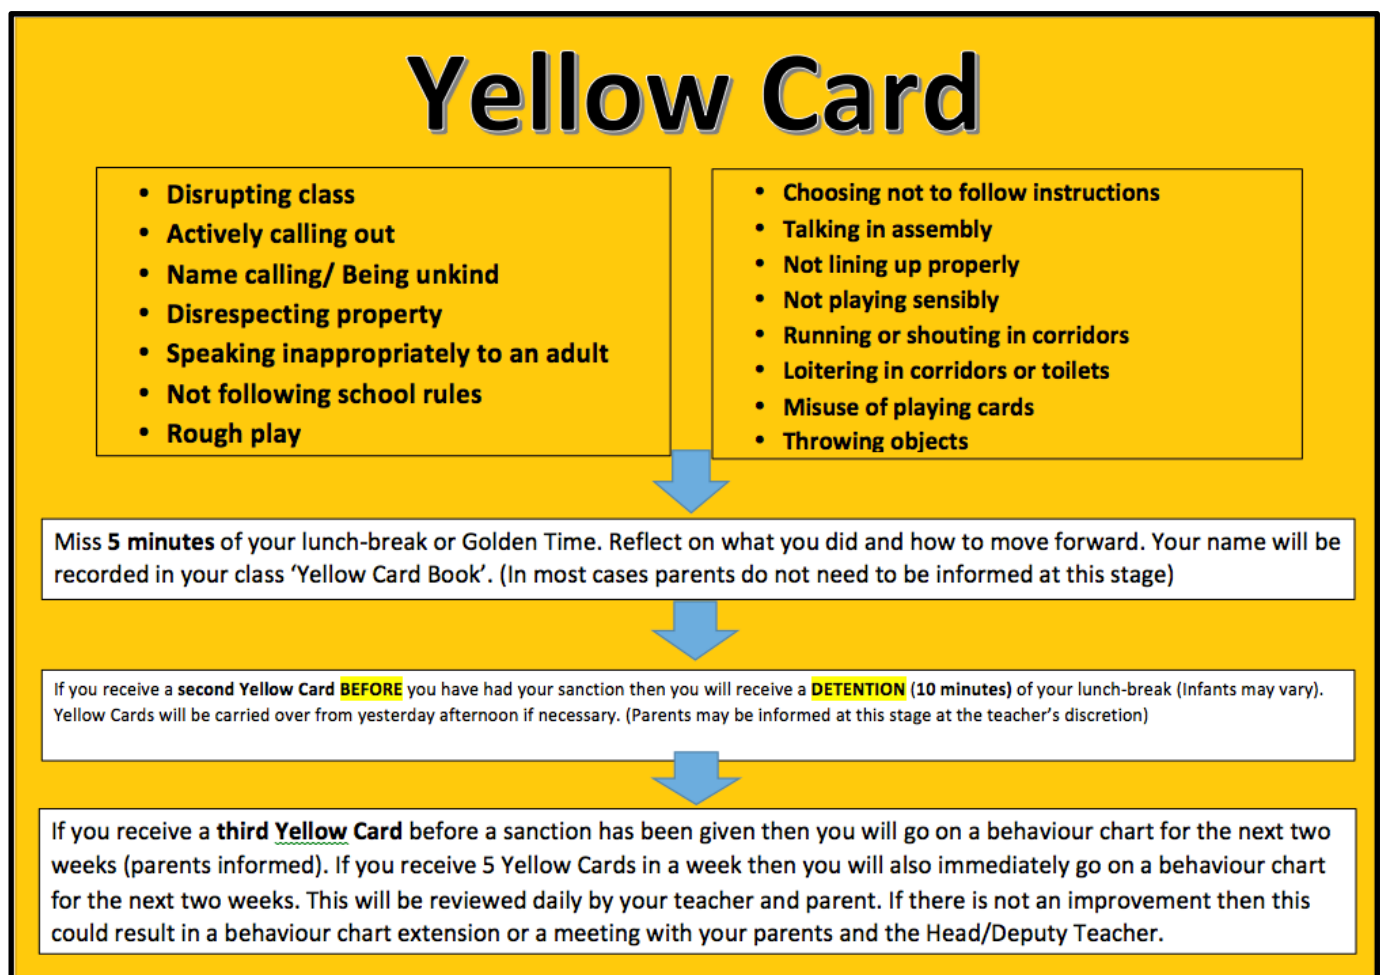 Yellow Card
• Disrupting class
• Actively calling out
• Name calling/ Being unkind
• Disrespecting property
• Speaking inappropriately to an adult
• Not following school rules
• Rough play
• Choosing not to follow instructions
• Talking in assembly
• Not lining up properly
• Not playing sensibly
• Running or shouting in corridors
• Loitering in corridors or toilets
• Misuse of playing cards
• Throwing objects
Miss 5 minutes of your lunch-break or Golden Time. Reflect on what you did and how to move forward. Your name will be
recorded in your class ‘Yellow Card Book’. (In most cases parents do not need to be informed at this stage)
If you receive a second Yellow Card BEFORE you have had your sanction then you will receive a DETENTION (10 minutes) of your lunch-break (Infants may vary).
Yellow Cards will be carried over from yesterday afternoon if necessary. (Parents may be informed at this stage at the teacher’s discretion)
If you receive a third Yellow Card before a sanction has been given then you will go on a behaviour chart for the next two
weeks (parents informed). If you receive 5 Yellow Cards in a week then you will also immediately go on a behaviour chart
for the next two weeks. This will be reviewed daily by your teacher and parent. If there is not an improvement then this
could result in a behaviour chart extension or a meeting with your parents and the Head/Deputy Teacher.